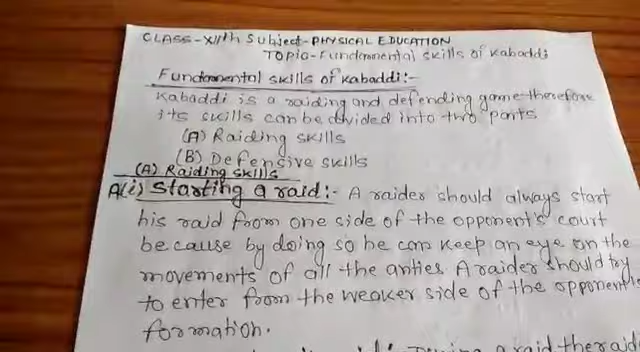 CLASS-XIIth Subject-PHYSICAL EDUCATION
TOPIC-Fundamental skills of Kabaddi
Fundamental skills of Kabaddi:-
Kabaddi is a raiding and defending game therefore
its skills can be divided into two parts
(A) Raiding skills
(B) Defensive skills
(A) Raiding skills
A(i) Starting a raid:- A raider should always start
his raid from one side of the opponent's court
because by doing so he can keep an eye on the
movements of all the anties A raider should try
to enter from the weaker side of the
formation.
a raid the raid